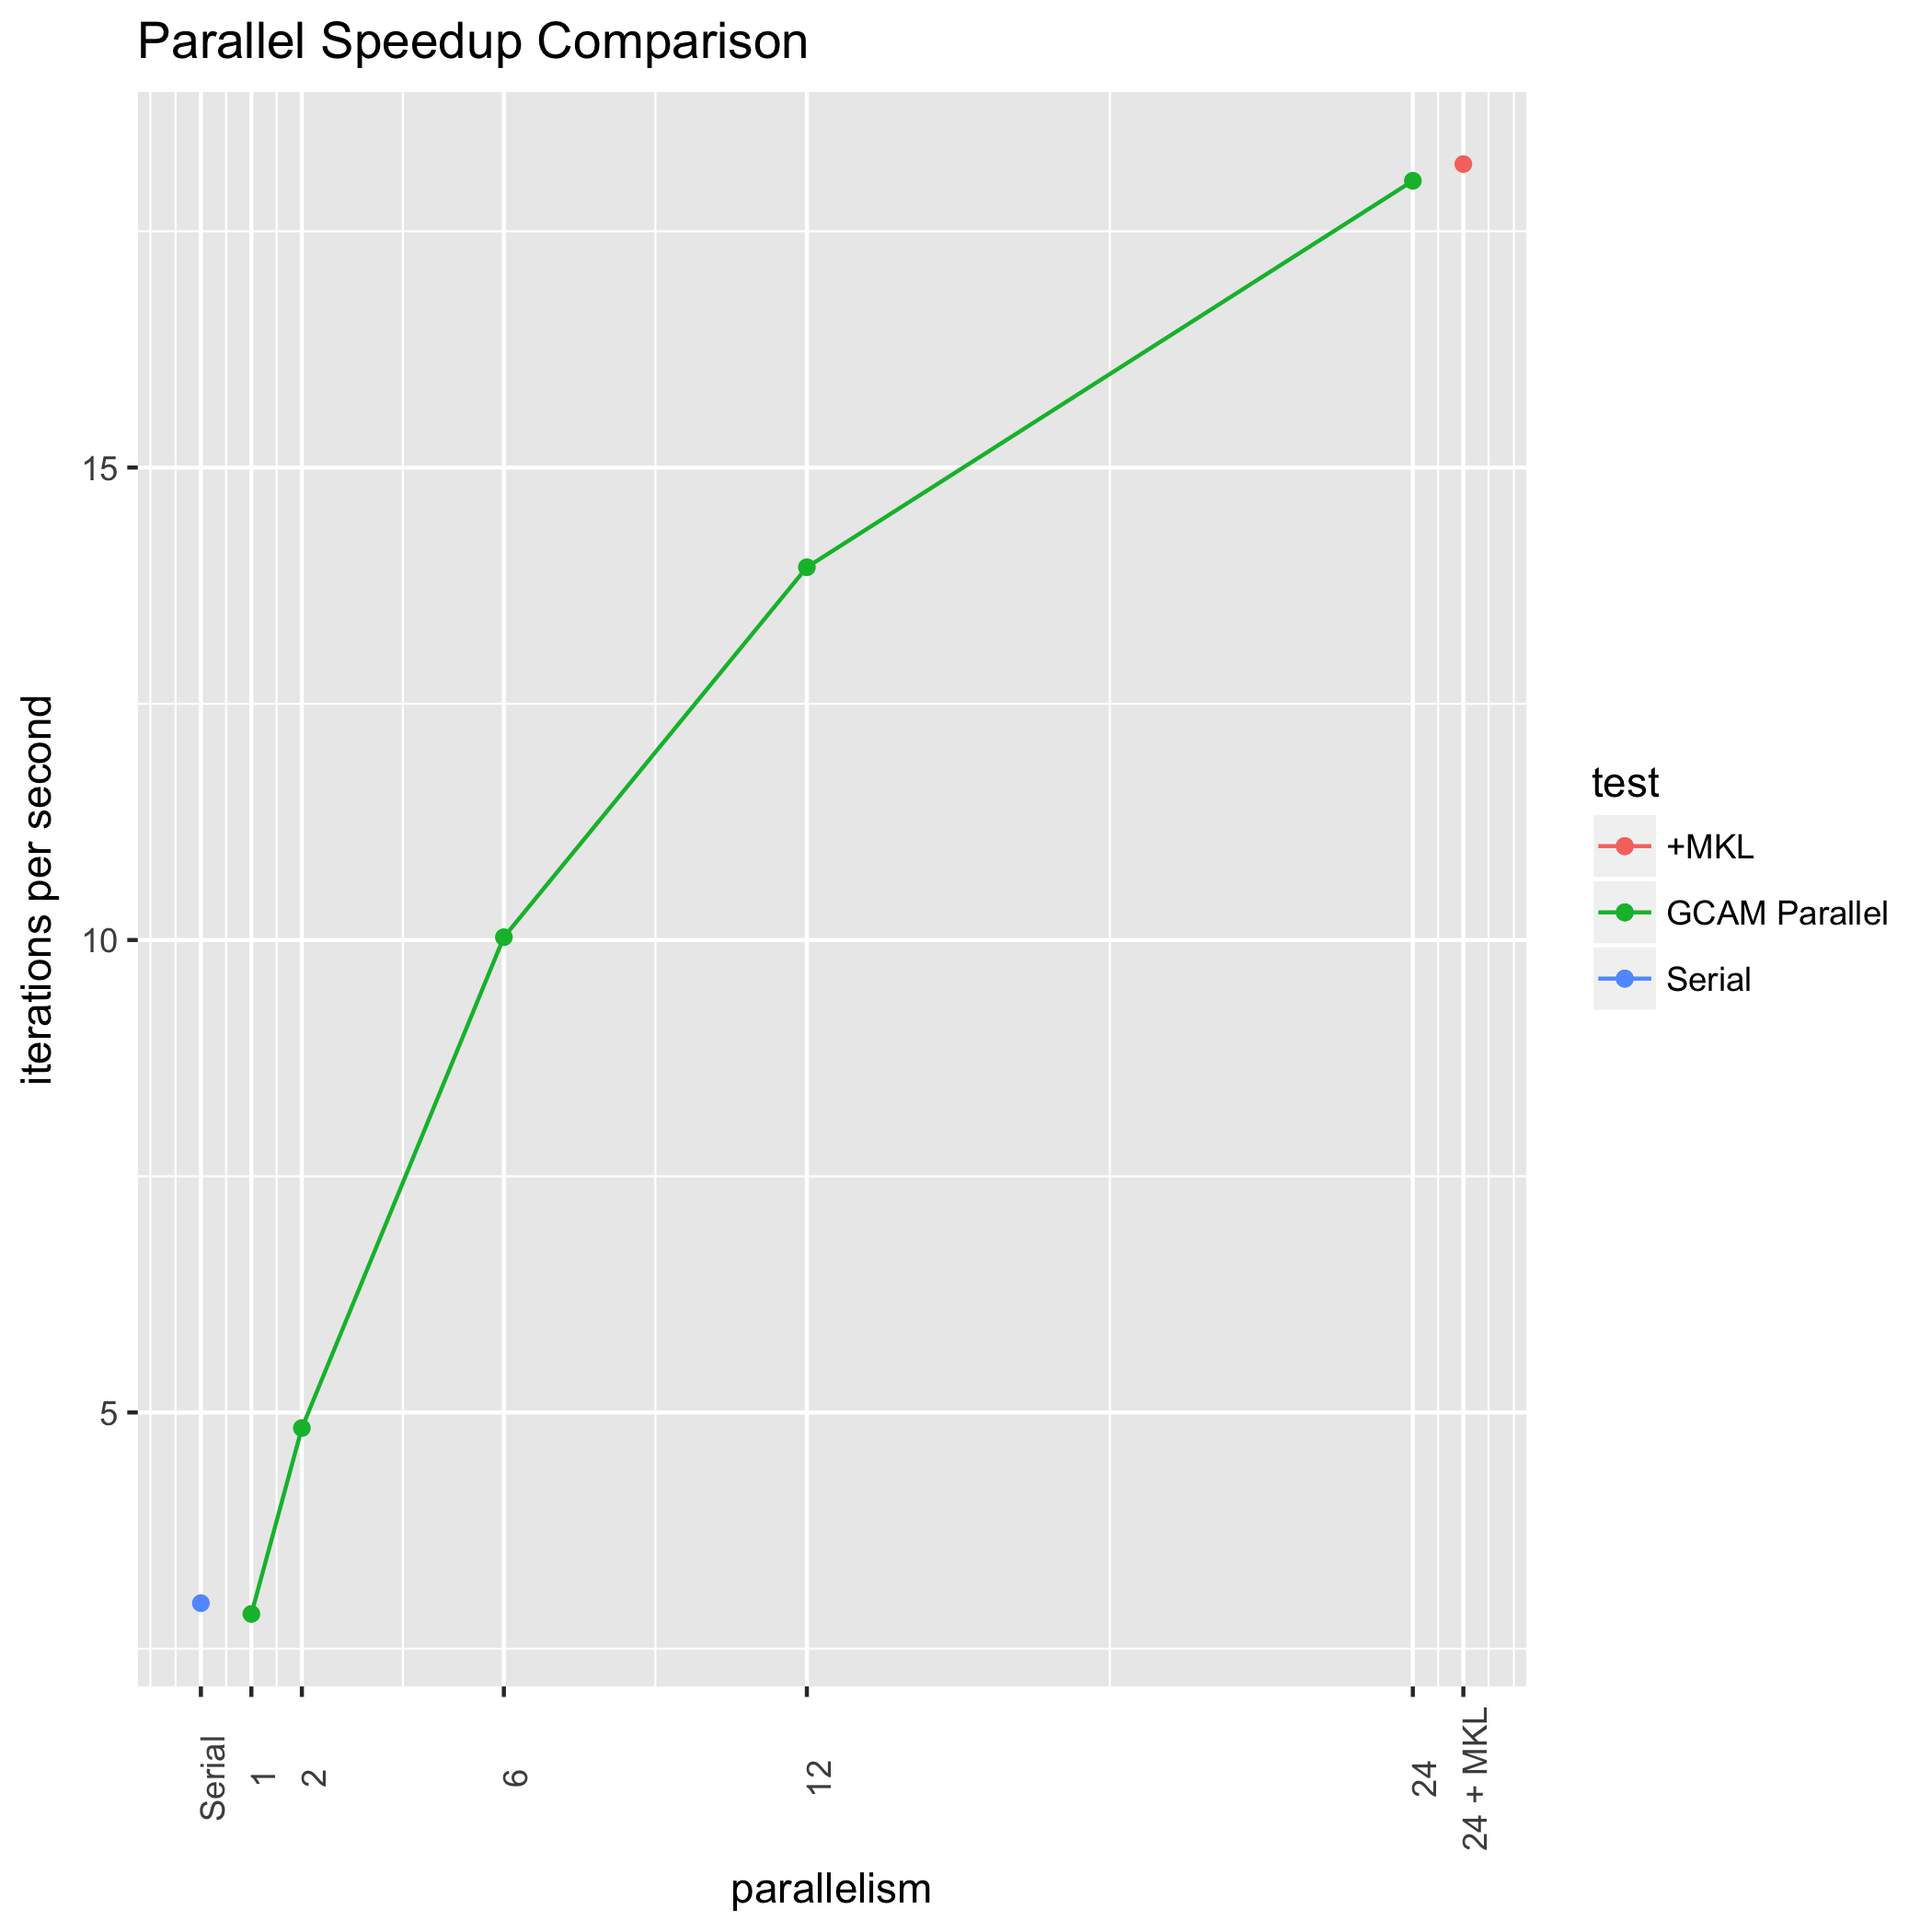 Parallel Speedup Comparison
iterations per second
15
10
5
Serial
1
2
6
12
24
24 + MKL
parallelism
test
+MKL
GCAM Parallel
Serial